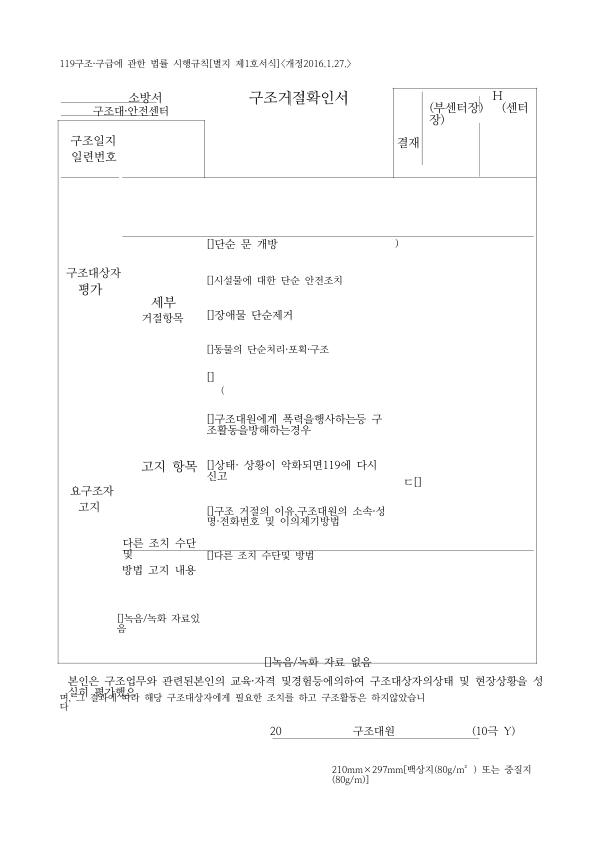 119구조·구급에 관한 법률 시행규칙[별지 제1호서식]<개정2016.1.27.>
소방서
구조대·안전센터
구조거절확인서
결재
H
(부센터장) (센터
장)
구조일지
일련번호
구조대상자
평가
세부
거절항목
[]단순 문 개방 )
[]시설물에 대한 단순 안전조치
[]장애물 단순제거
[]동물의 단순처리·포획·구조
[]
(
[]구조대원에게 폭력을행사하는등 구
조활동을방해하는경우
요구조자
고지
고지 항목
[]상태· 상황이 악화되면119에 다시
신고
ㄷ[]
[]구조 거절의 이유,구조대원의 소속·성
명·전화번호 및 이의제기방법
다른 조치 수단
및
방법 고지 내용
[]다른 조치 수단및 방법
[]녹음/녹화 자료있
음
[]녹음/녹화 자료 없음
본인은 구조업무와 관련된본인의 교육·자격 및경험등에의하여 구조대상자의상태 및 현장상황을 성
실히 평가했으
며, 그 결과에 따라 해당 구조대상자에게 필요한 조치를 하고 구조활동은 하지않았습니
다
20 구조대원 (10극 Y)
210mm×297mm[백상지(80g/m² ) 또는 중질지
(80g/m)]